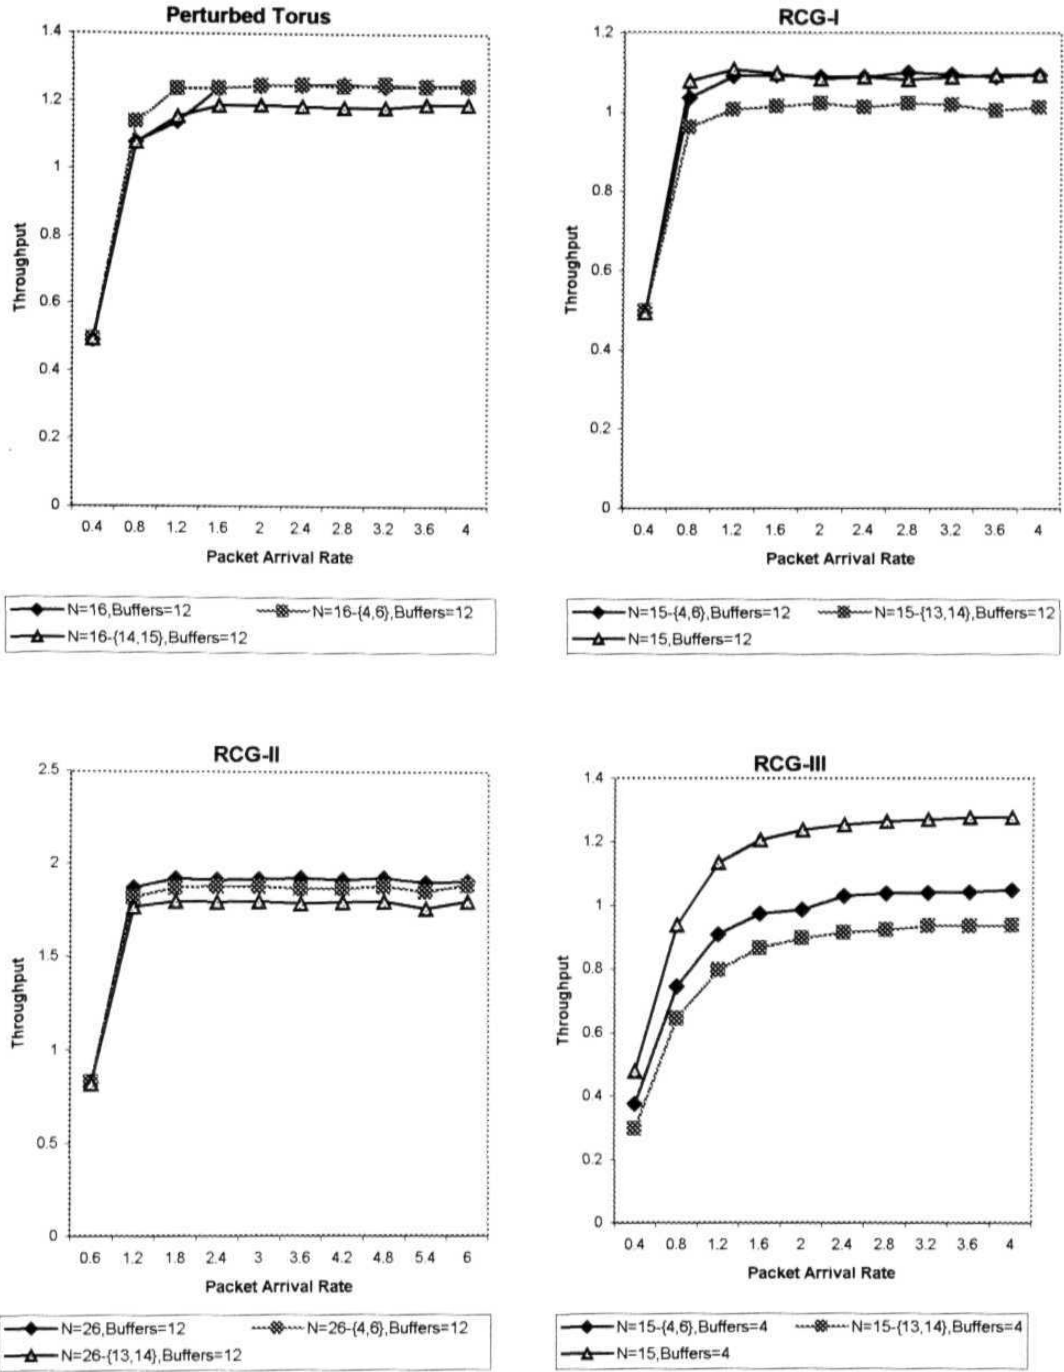 Perturbed Torus
1.4
1.2
1
0.8
0.6
0.4
0.2
0
Throughput
0.4 0.8 1.2 1.6 2 2.4 2.8 3.2 3.6 4
Packet Arrival Rate
N=16,Buffers=12 N=16-{4,6},Buffers=12
N=16-{14,15},Buffers=12
RCG-I
1.2
1
0.8
0.6
0.4
0.2
0
Throughput
0.4 0.8 1.2 1.6 2 2.4 2.8 3.2 3.6 4
Packet Arrival Rate
N=15-{4,6},Buffers=12 N=15-{13,14},Buffers=12
N=15,Buffers=12
RCG-II
2.5
2
1.5
1
0.5
0
Throughput
0.6 1.2 1.8 2.4 3 3.6 4.2 4.8 5.4 6
Packet Arrival Rate
N=26,Buffers=12 N=26-{4,6},Buffers=12
N=26-{13,14},Buffers=12
RCG-III
1.4
1.2
1
0.8
0.6
0.4
0.2
0
Throughput
0.4 0.8 1.2 1.6 2 2.4 2.8 3.2 3.6 4
Packet Arrival Rate
N=15-{4,6},Buffers=4 N=15-{13,14},Buffers=4
N=15,Buffers=4